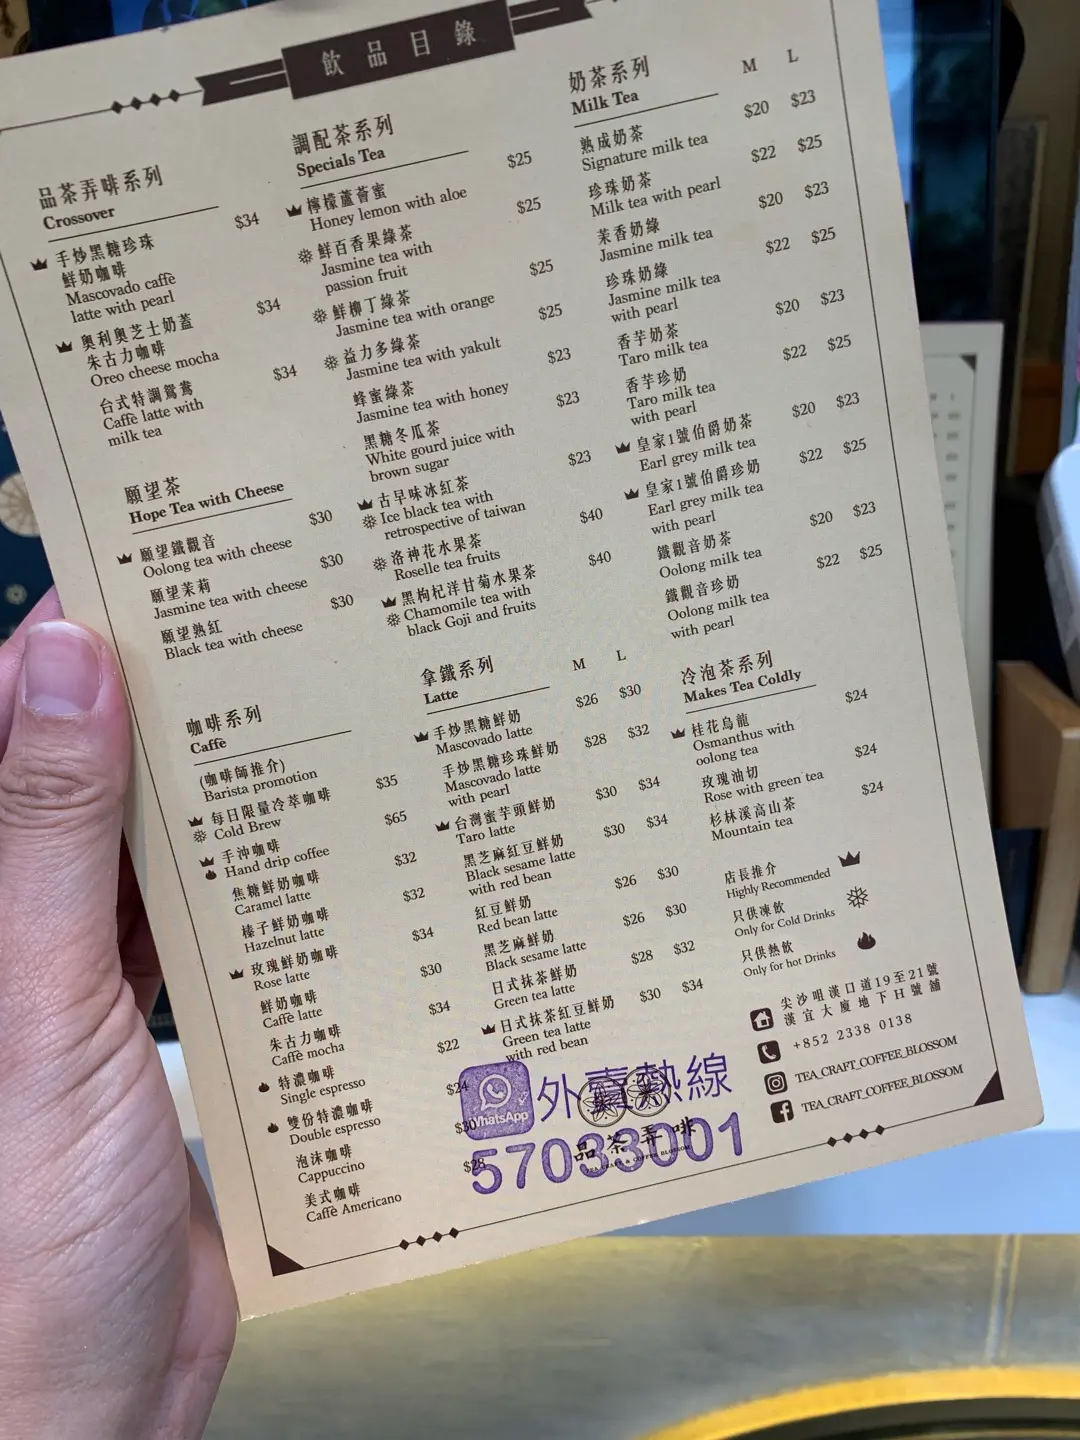 飲品目錄
品茶弄啡系列
Crossover
手炒黑糖珍珠 $34
鮮奶咖啡
Mascovado caffè
latte with pearl
奧利奧芝士奶蓋 $34
朱古力咖啡
Oreo cheese mocha
台式特調鴛鴦 $34
Caffè latte with
milk tea
願望茶
Hope Tea with Cheese
願望鐵觀音 $30
Oolong tea with cheese
願望茉莉 $30
Jasmine tea with cheese
願望熟紅 $30
Black tea with cheese
咖啡系列
Caffè
(咖啡師推介)
Barista promotion
每日限量冷萃咖啡 $35
Cold Brew
手沖咖啡 $65
Hand drip coffee
焦糖鮮奶咖啡 $32
Caramel latte
榛子鮮奶咖啡 $32
Hazelnut latte
玫瑰鮮奶咖啡 $34
Rose latte
鮮奶咖啡 $30
Caffè latte
朱古力咖啡 $34
Caffè mocha
特濃咖啡 $22
Single espresso
雙份特濃咖啡 $24
Double espresso
泡沫咖啡 $30
Cappuccino
美式咖啡 $28
Caffè Americano
調配茶系列
Specials Tea
檸檬蘆薈蜜 $25
Honey lemon with aloe
鮮百香果綠茶 $25
Jasmine tea with
passion fruit
鮮柳丁綠茶 $25
Jasmine tea with orange
益力多綠茶 $25
Jasmine tea with yakult
蜂蜜綠茶 $23
Jasmine tea with honey
黑糖冬瓜茶 $23
White gourd juice with
brown sugar
古早味冰紅茶 $23
Ice black tea with
retrospective of taiwan
洛神花水果茶 $40
Roselle tea fruits
黑枸杞洋甘菊水果茶 $40
Chamomile tea with
black Goji and fruits
拿鐵系列 M L
Latte
手炒黑糖鮮奶 $26 $30
Mascovado latte
手炒黑糖珍珠鮮奶 $28 $32
Mascovado latte
with pearl
台灣蜜芋頭鮮奶 $30 $34
Taro latte
黑芝麻紅豆鮮奶 $30 $34
Black sesame latte
with red bean
紅豆鮮奶 $26 $30
Red bean latte
黑芝麻鮮奶 $26 $30
Black sesame latte
日式抹茶鮮奶 $28 $32
Green tea latte
日式抹茶紅豆鮮奶 $30 $34
Green tea latte
with red bean
奶茶系列 M L
Milk Tea
熟成奶茶 $20 $23
Signature milk tea
珍珠奶茶 $22 $25
Milk tea with pearl
茉香奶綠 $20 $23
Jasmine milk tea
珍珠奶綠 $22 $25
Jasmine milk tea
with pearl
香芋奶茶 $20 $23
Taro milk tea
香芋珍奶 $22 $25
Taro milk tea
with pearl
皇家1號伯爵奶茶 $20 $23
Earl grey milk tea
皇家1號伯爵珍奶 $22 $25
Earl grey milk tea
with pearl
鐵觀音奶茶 $20 $23
Oolong milk tea
鐵觀音珍奶 $22 $25
Oolong milk tea
with pearl
冷泡茶系列
Makes Tea Coldly
桂花烏龍 $24
Osmanthus with
oolong tea
玫瑰油切 $24
Rose with green tea
杉林溪高山茶 $24
Mountain tea
店長推介
Highly Recommended
只供凍飲
Only for Cold Drinks
只供熱飲
Only for hot Drinks
尖沙咀漢口道19至21號
漢宜大廈地下H號舖
+852 2338 0138
TEA_CRAFT_COFFEE_BLOSSOM
TEA_CRAFT_COFFEE_BLOSSOM
WhatsApp 外賣熱線
57033001
品茶弄啡
TEA CRAFT & COFFEE BLOSSOM